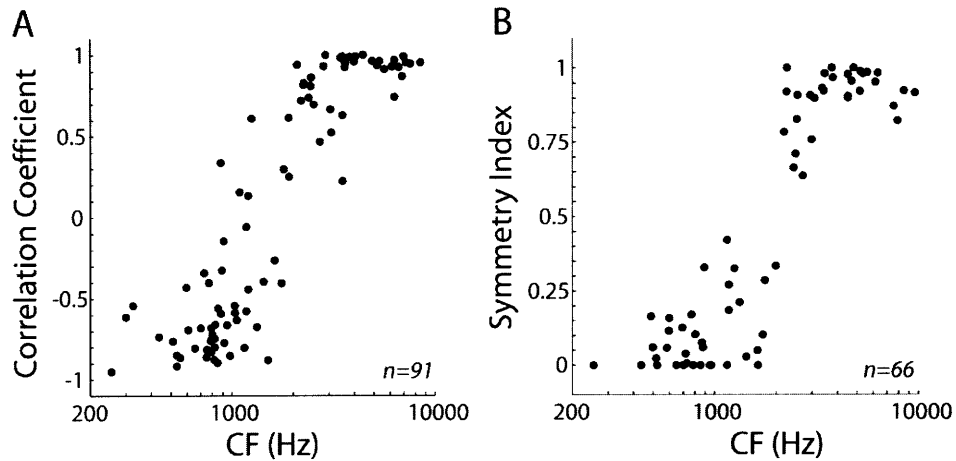 A
Correlation Coefficient
1
0.5
0
-0.5
-1
n=91
200
1000
10000
CF (Hz)
B
Symmetry Index
1
0.75
0.5
0.25
0
n=66
200
1000
10000
CF (Hz)